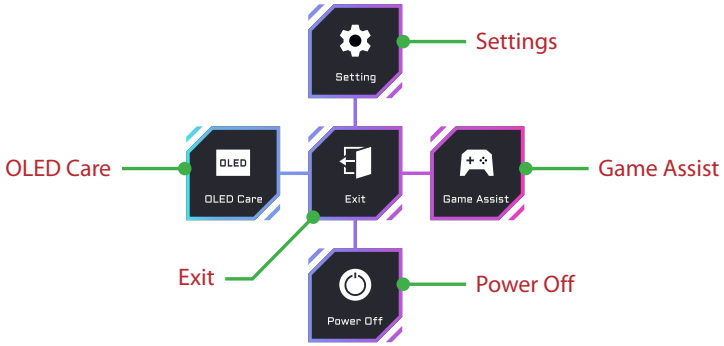 Setting
Settings
OLED Care
OLED
OLED Care
Exit
Game Assist
Game Assist
Exit
Power Off
Power Off